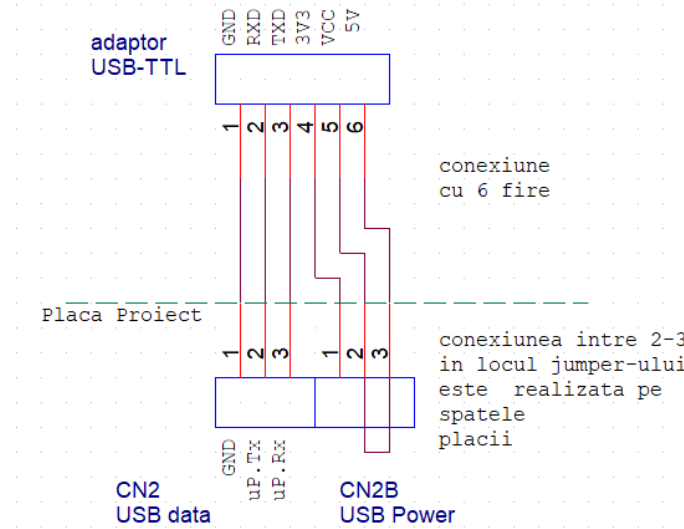 adaptor
USB-TTL
GND
RXD
TXD
3V3
VCC
5V
1
2
3
4
5
6
conexiune
cu 6 fire
Placa Proiect
1
2
3
1
2
3
conexiunea intre 2-3
in locul jumper-ului
este realizata pe
spatele
placii
GND
uP.Tx
uP.Rx
CN2
USB data
CN2B
USB Power